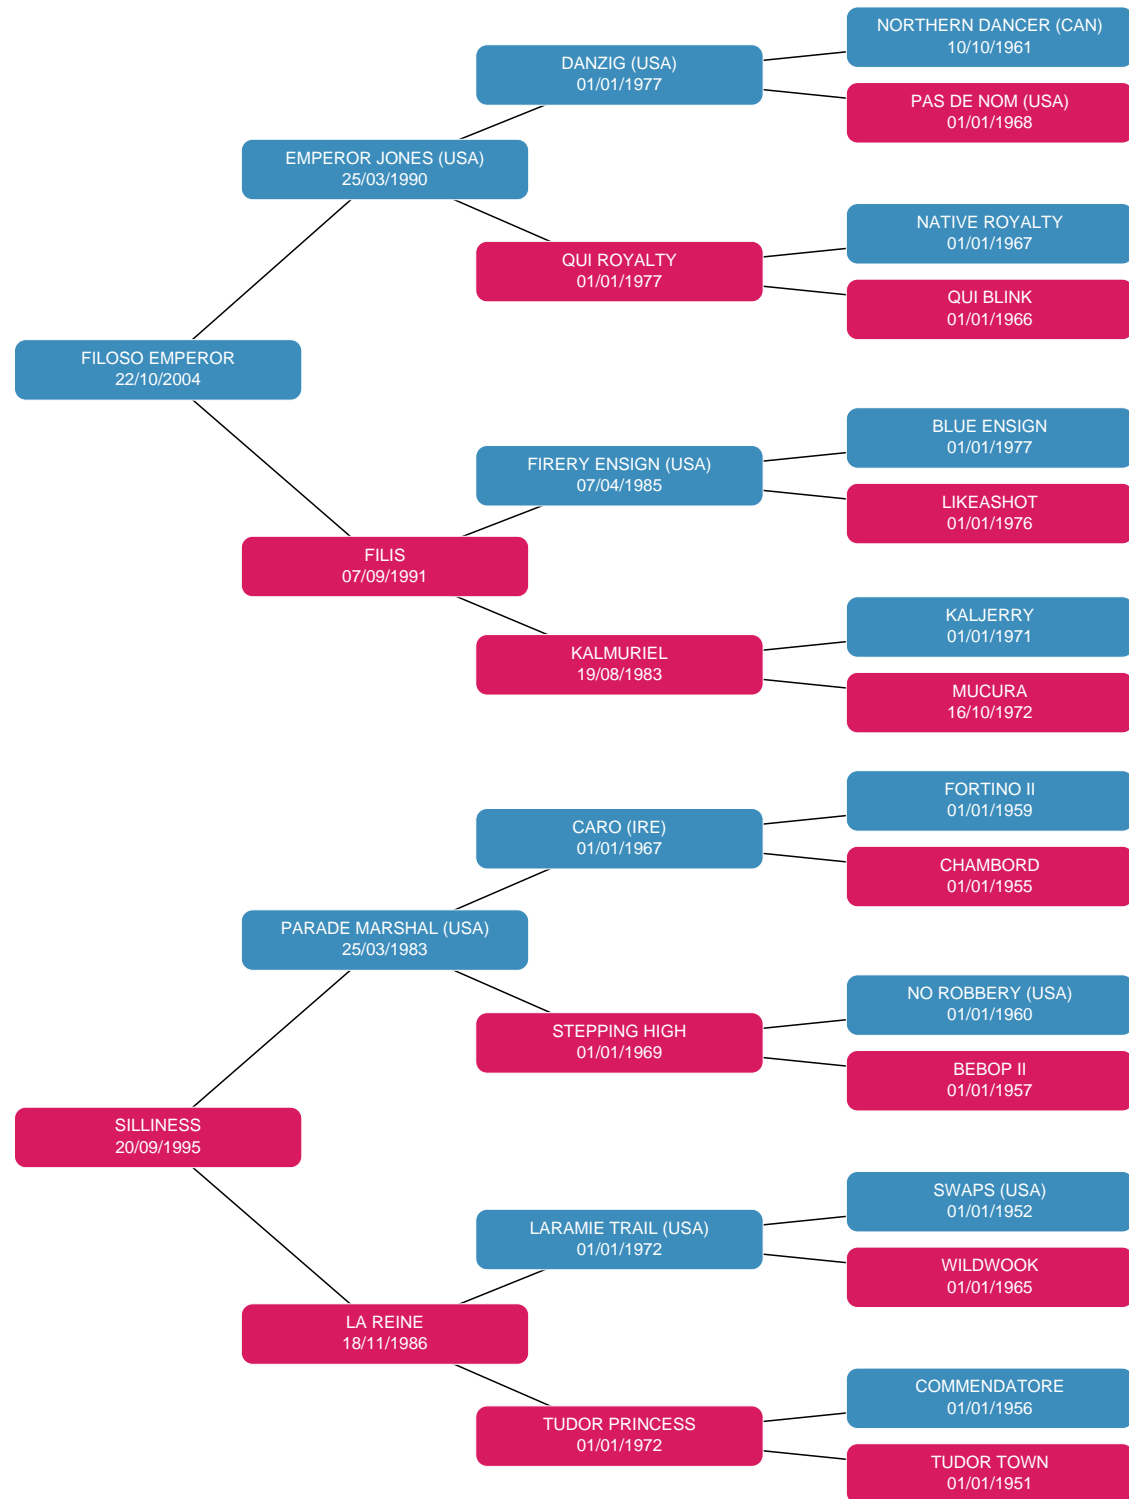 NORTHERN DANCER (CAN)
10/10/1961
DANZIG (USA)
01/01/1977
PAS DE NOM (USA)
01/01/1968
EMPEROR JONES (USA)
25/03/1990
NATIVE ROYALTY
01/01/1967
QUI ROYALTY
01/01/1977
QUI BLINK
01/01/1966
FILOSO EMPEROR
22/10/2004
BLUE ENSIGN
01/01/1977
FIRERY ENSIGN (USA)
07/04/1985
LIKEASHOT
01/01/1976
FILIS
07/09/1991
KALJERRY
01/01/1971
KALMURIEL
19/08/1983
MUCURA
16/10/1972
FORTINO II
01/01/1959
CARO (IRE)
01/01/1967
CHAMBORD
01/01/1955
PARADE MARSHAL (USA)
25/03/1983
NO ROBBERY (USA)
01/01/1960
STEPPING HIGH
01/01/1969
BEBOP II
01/01/1957
SILLINESS
20/09/1995
SWAPS (USA)
01/01/1952
LARAMIE TRAIL (USA)
01/01/1972
WILDWOOK
01/01/1965
LA REINE
18/11/1986
COMMENDATORE
01/01/1956
TUDOR PRINCESS
01/01/1972
TUDOR TOWN
01/01/1951